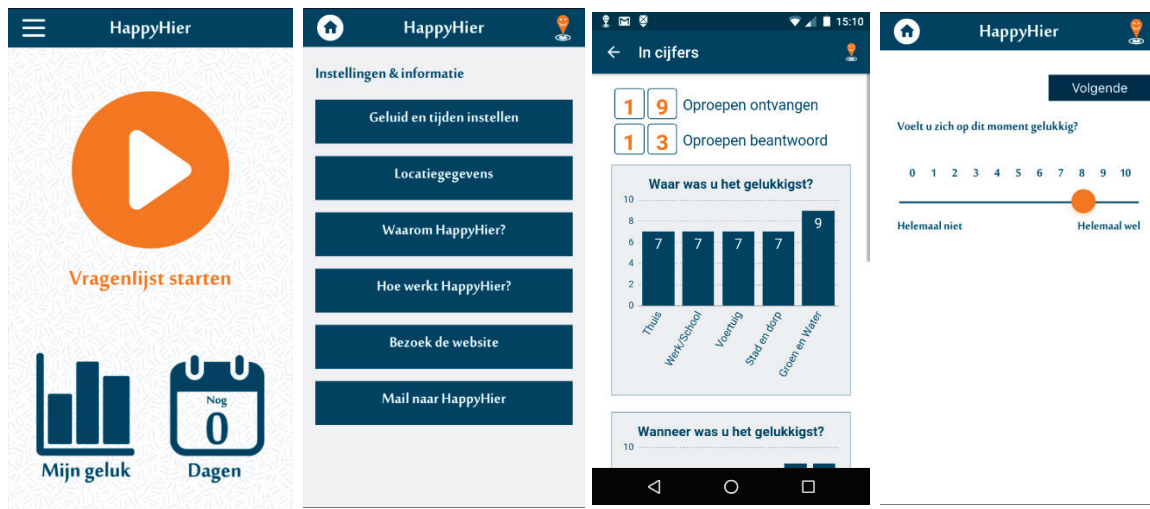 HappyHier
Vragenlijst starten
Nog
0
Mijn geluk
Dagen
HappyHier
Instellingen & informatie
Geluid en tijden instellen
Locatiegegevens
Waarom HappyHier?
Hoe werkt HappyHier?
Bezoek de website
Mail naar HappyHier
15:10
In cijfers
1 9 Oproepen ontvangen
1 3 Oproepen beantwoord
Waar was u het gelukkigst?
10
8
6
4
2
0
7 7 7 7 9
Thuis
Werk/School
Voertuig
Stad en dorp
Groen en Water
Wanneer was u het gelukkigst?
10
HappyHier
Volgende
Voelt u zich op dit moment gelukkig?
0 1 2 3 4 5 6 7 8 9 10
Helemaal niet Helemaal wel